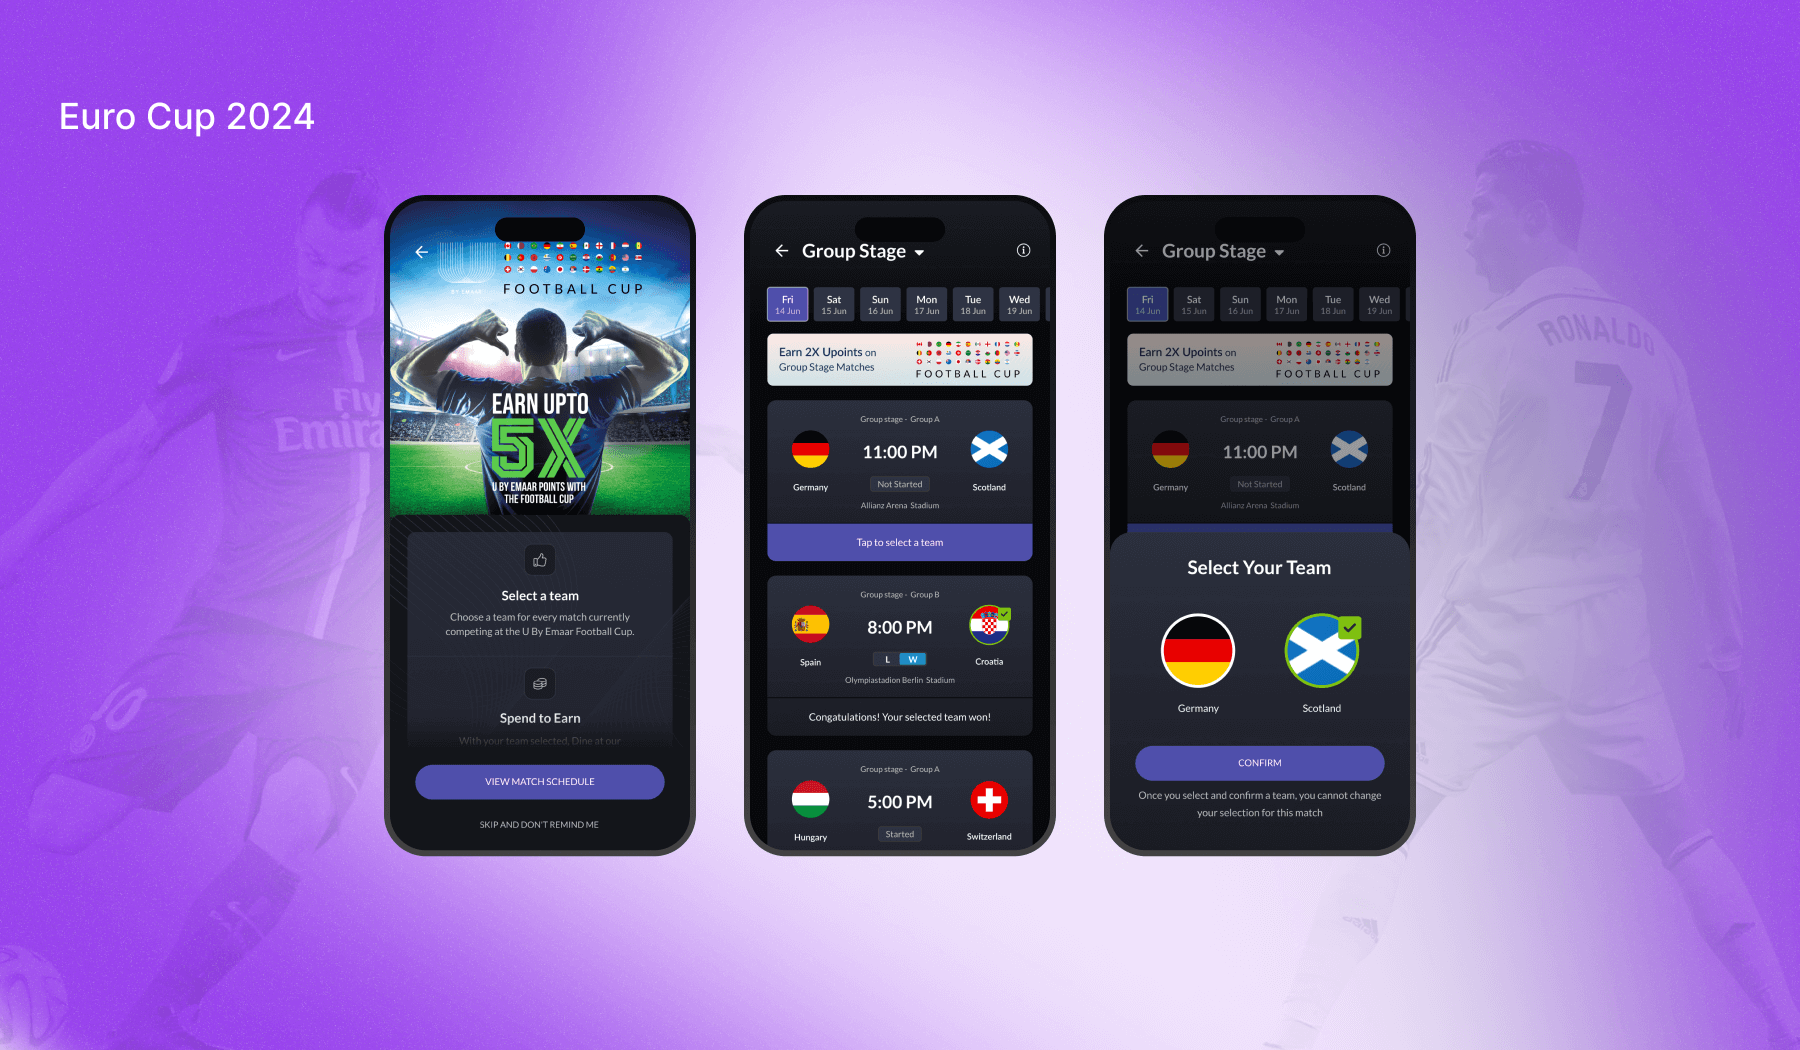 Euro Cup 2024
BY EMAAR
FOOTBALL CUP
EARN UPTO
5X
U BY EMAAR POINTS WITH
THE FOOTBALL CUP
Select a team
Choose a team for every match currently
competing at the U By Emaar Football Cup.
Spend to Earn
With your team selected, Dine at our
VIEW MATCH SCHEDULE
SKIP AND DON'T REMIND ME
Group Stage
Fri
14 Jun
Sat
15 Jun
Sun
16 Jun
Mon
17 Jun
Tue
18 Jun
Wed
19 Jun
Earn 2X Upoints on
Group Stage Matches
FOOTBALL CUP
Group stage - Group A
11:00 PM
Germany
Not Started
Scotland
Allianz Arena Stadium
Tap to select a team
Group stage - Group B
8:00 PM
L W
Spain
Croatia
Olympiastadion Berlin Stadium
Congatulations! Your selected team won!
Group stage - Group A
5:00 PM
Hungary
Started
Switzerland
Group Stage
Fri
14 Jun
Sat
15 Jun
Sun
16 Jun
Mon
17 Jun
Tue
18 Jun
Wed
19 Jun
Earn 2X Upoints on
Group Stage Matches
FOOTBALL CUP
Group stage - Group A
11:00 PM
Germany
Not Started
Scotland
Allianz Arena Stadium
Select Your Team
Germany
Scotland
CONFIRM
Once you select and confirm a team, you cannot change
your selection for this match
Fly
Emira
RONALDO
7